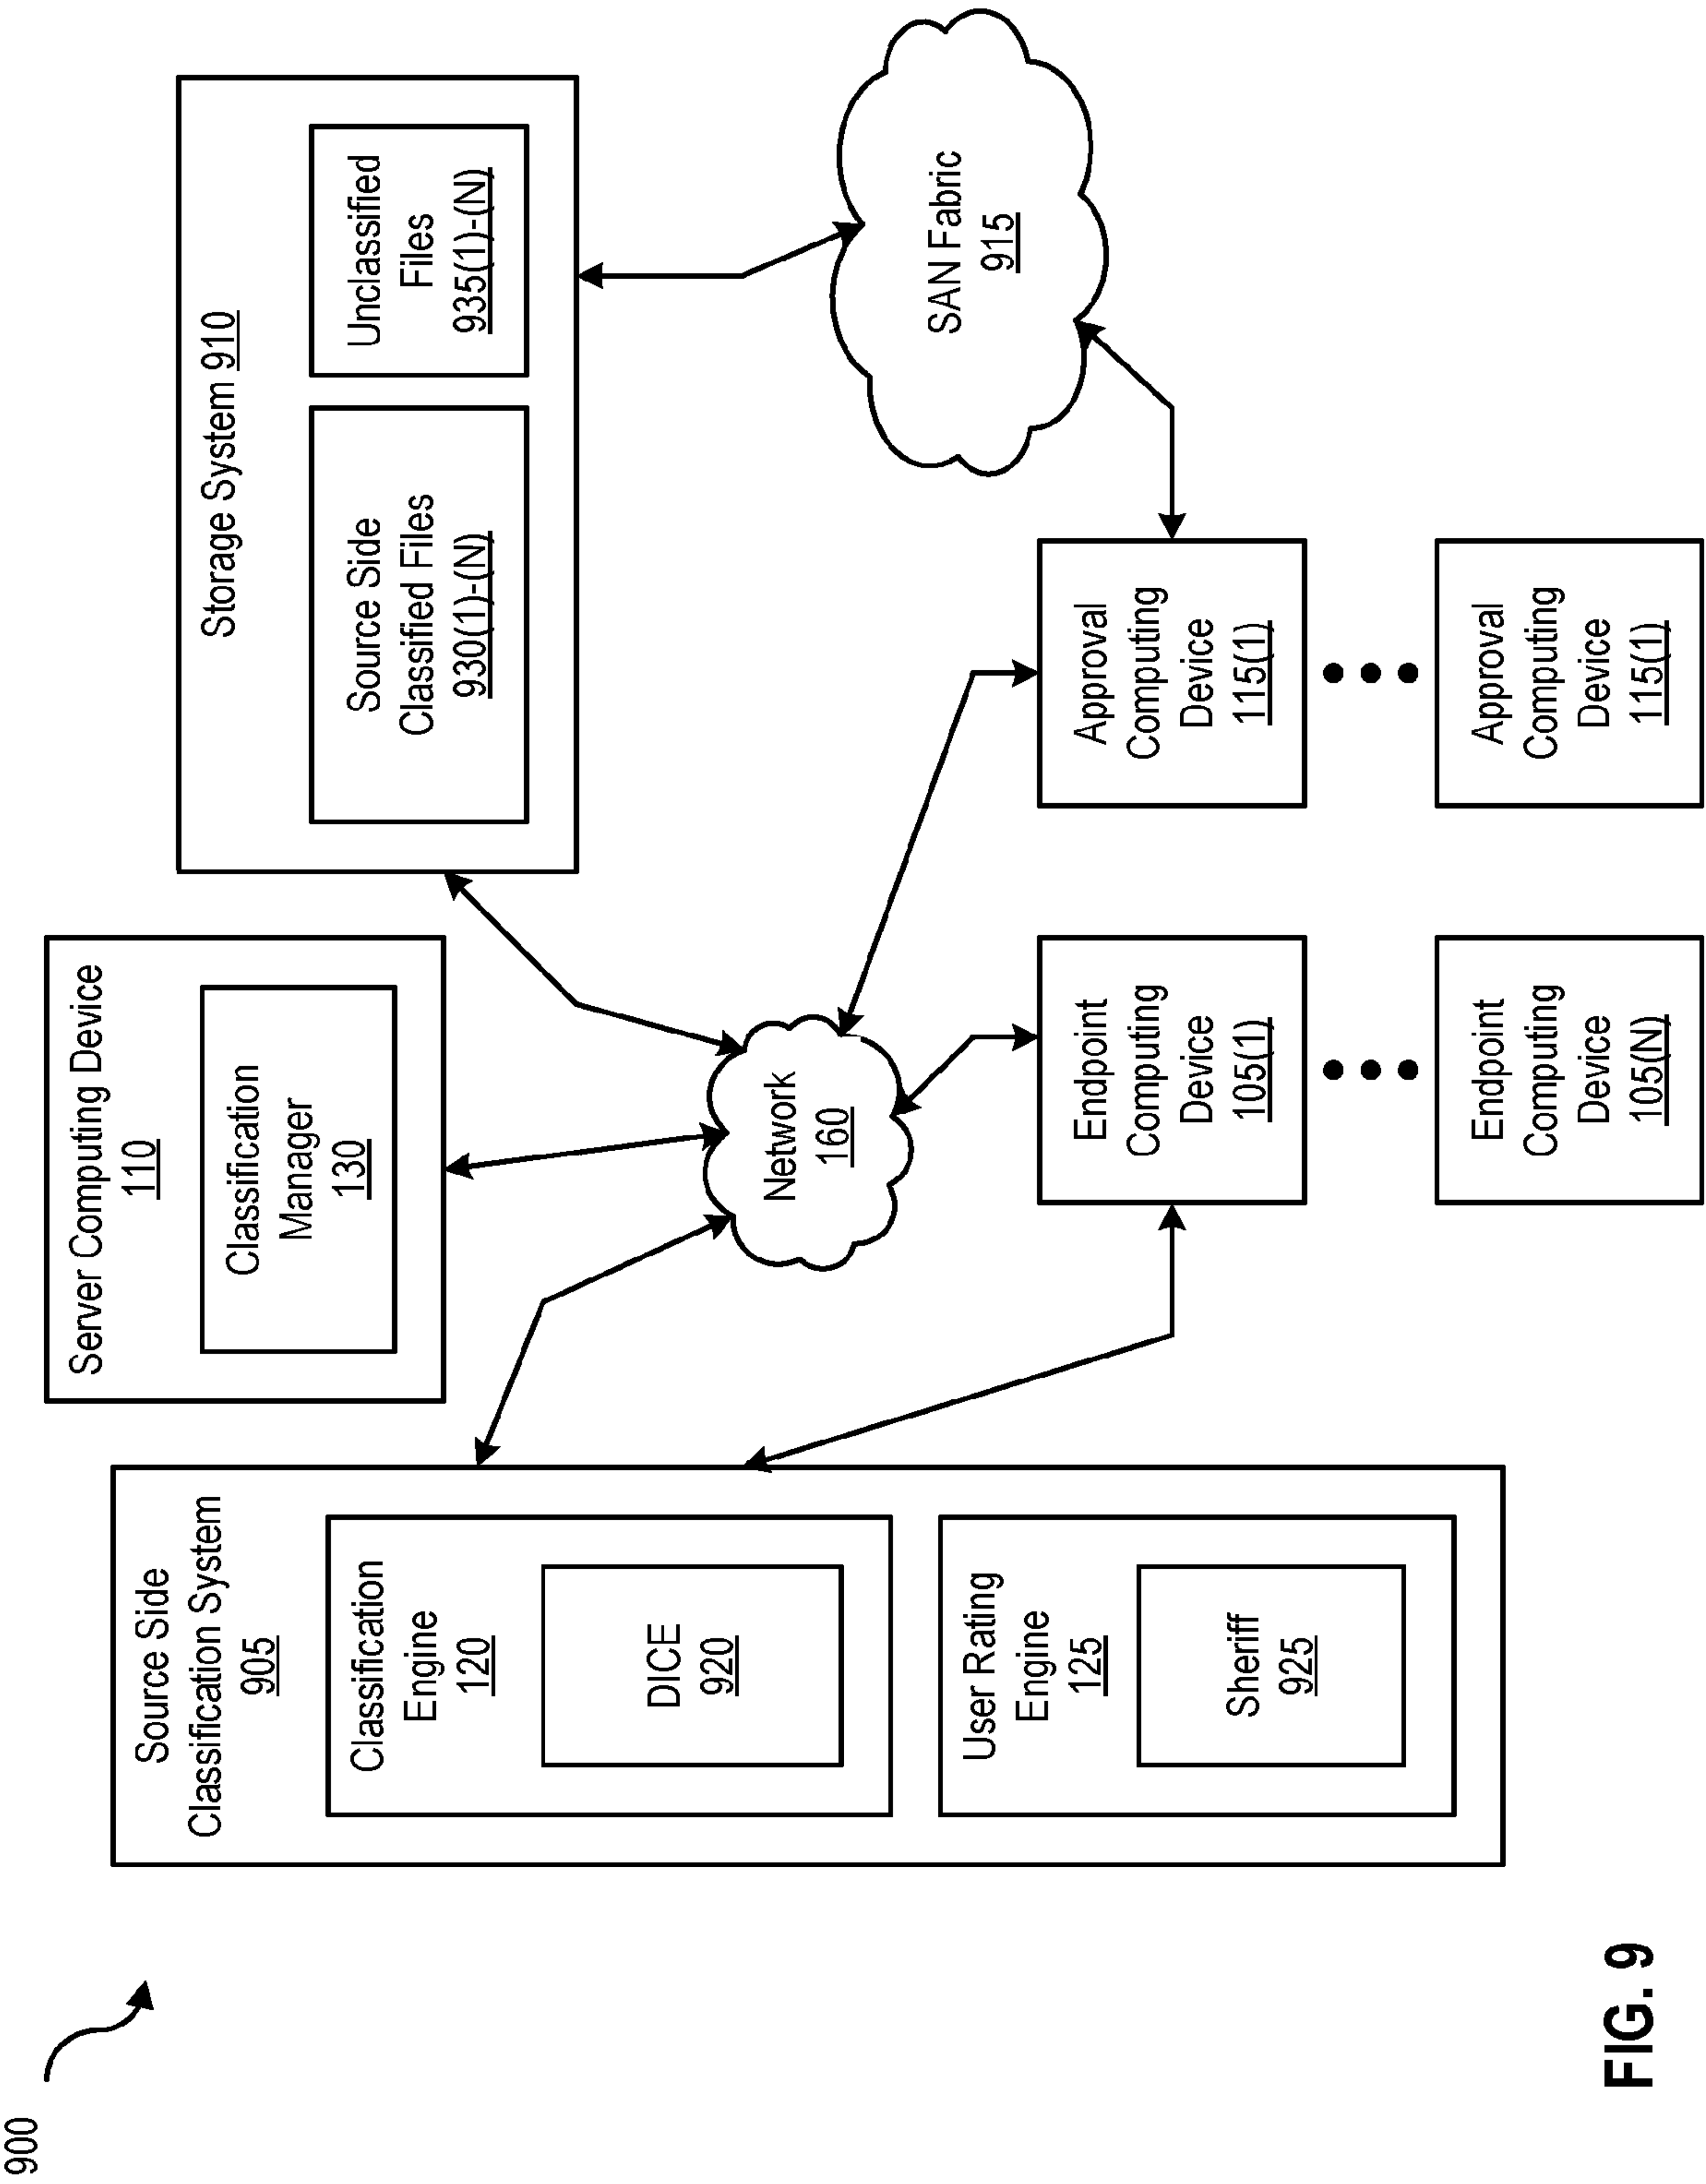 900
Source Side
Classification System
905
Classification
Engine
120
DICE
920
User Rating
Engine
125
Sheriff
925
Server Computing Device
110
Classification
Manager
130
Storage System 910
Source Side
Classified Files
930(1)-(N)
Unclassified
Files
935(1)-(N)
Network
160
SAN Fabric
915
Endpoint
Computing
Device
105(1)
Endpoint
Computing
Device
105(N)
Approval
Computing
Device
115(1)
Approval
Computing
Device
115(1)
FIG. 9